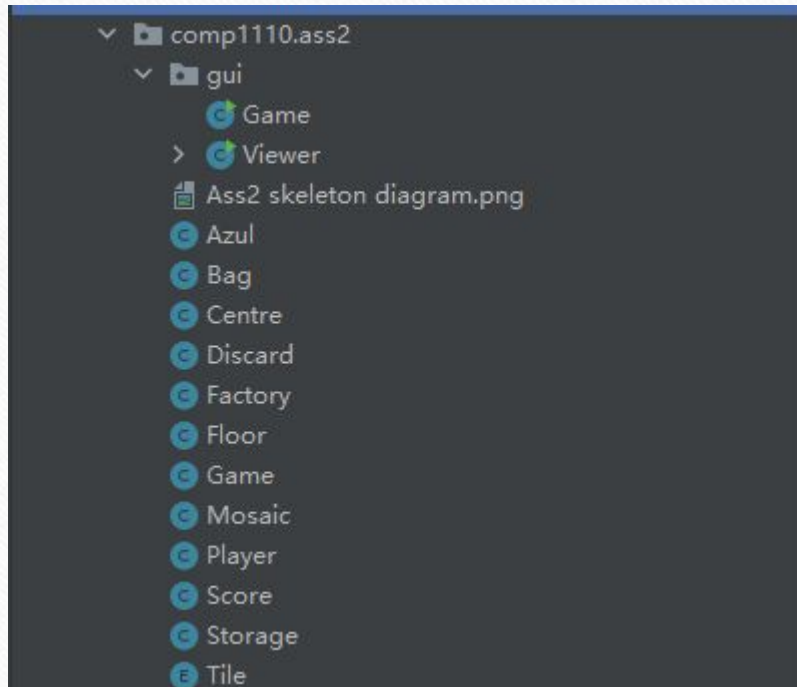 comp1110.ass2
gui
Game
Viewer
Ass2 skeleton diagram.png
Azul
Bag
Centre
Discard
Factory
Floor
Game
Mosaic
Player
Score
Storage
Tile